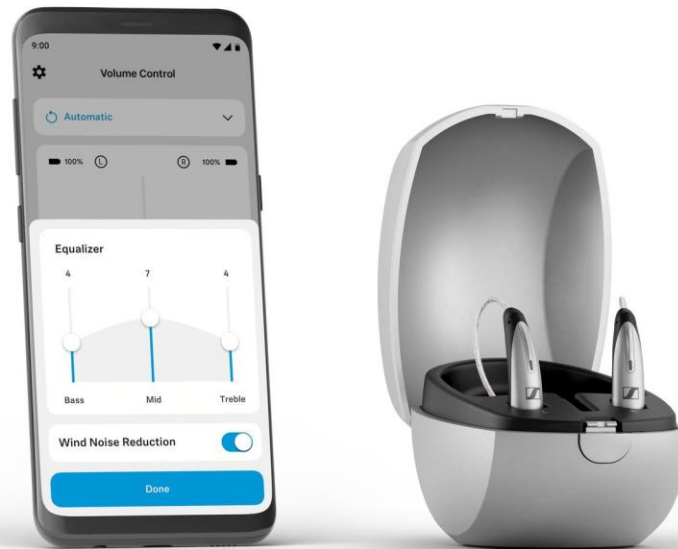 9:00
Volume Control
Automatic
100% L
R 100%
Equalizer
4 7 4
Bass Mid Treble
Wind Noise Reduction
Done